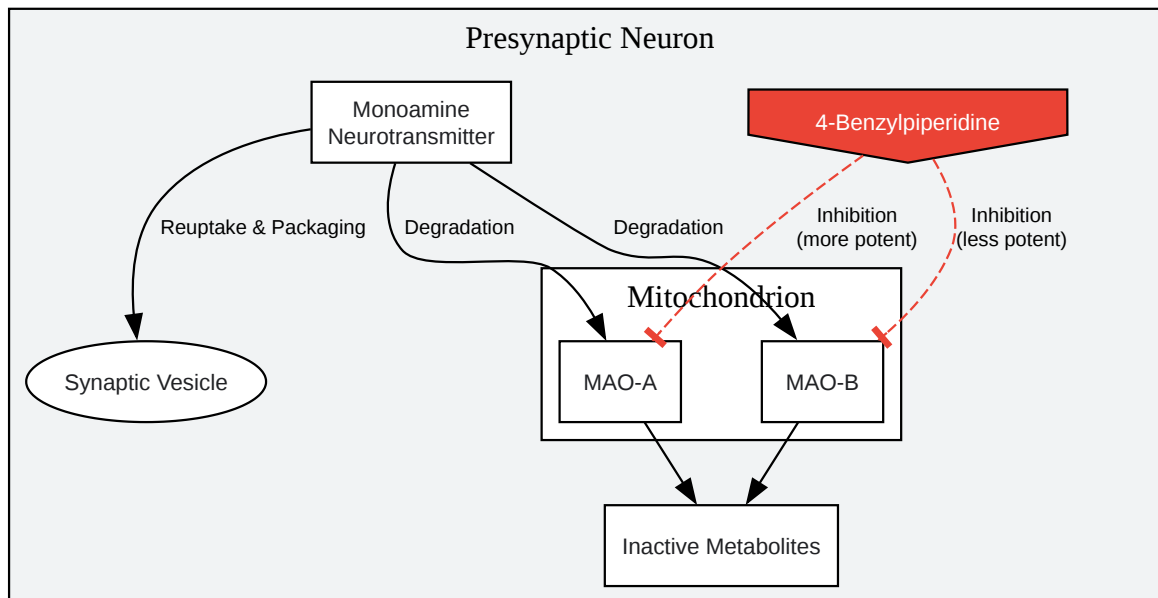 Presynaptic Neuron
Monoamine
Neurotransmitter
4-Benzylpiperidine
Reuptake & Packaging
Degradation
Degradation
Inhibition
(more potent)
Inhibition
(less potent)
Mitochondrion
Synaptic Vesicle
MAO-A
MAO-B
Inactive Metabolites